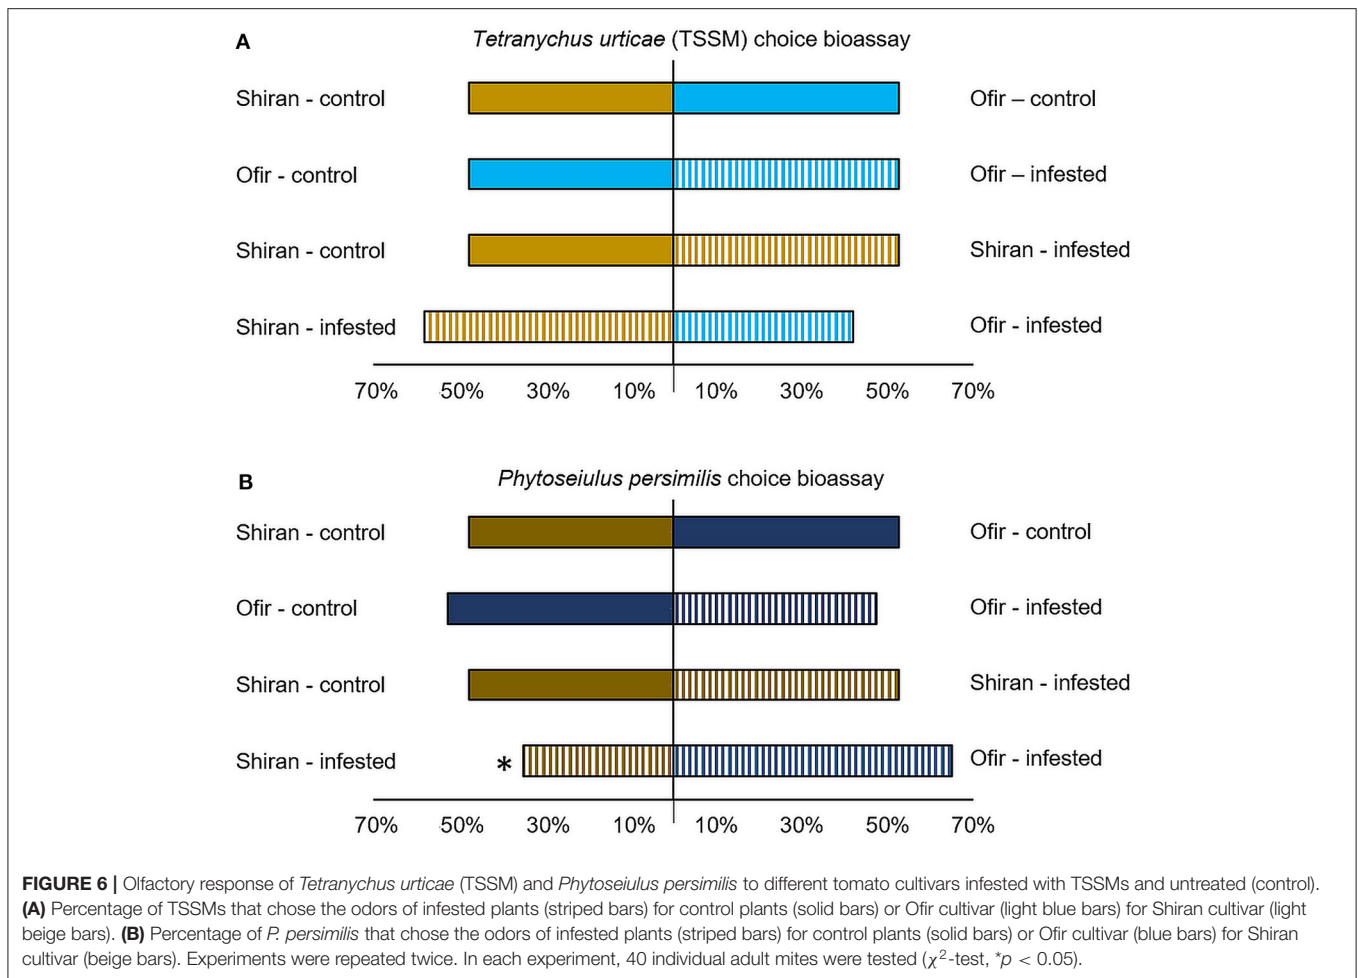 A
Tetranychus urticae (TSSM) choice bioassay
Shiran - control
Ofir – control
Ofir - control
Ofir – infested
Shiran - control
Shiran - infested
Shiran - infested
Ofir - infested
70% 50% 30% 10% 10% 30% 50% 70%
B
Phytoseiulus persimilis choice bioassay
Shiran - control
Ofir - control
Ofir - control
Ofir - infested
Shiran - control
Shiran - infested
Shiran - infested
*
Ofir - infested
70% 50% 30% 10% 10% 30% 50% 70%
FIGURE 6 | Olfactory response of Tetranychus urticae (TSSM) and Phytoseiulus persimilis to different tomato cultivars infested with TSSMs and untreated (control).
(A) Percentage of TSSMs that chose the odors of infested plants (striped bars) for control plants (solid bars) or Ofir cultivar (light blue bars) for Shiran cultivar (light
beige bars). (B) Percentage of P. persimilis that chose the odors of infested plants (striped bars) for control plants (solid bars) or Ofir cultivar (blue bars) for Shiran
cultivar (beige bars). Experiments were repeated twice. In each experiment, 40 individual adult mites were tested (χ²-test, *p < 0.05).